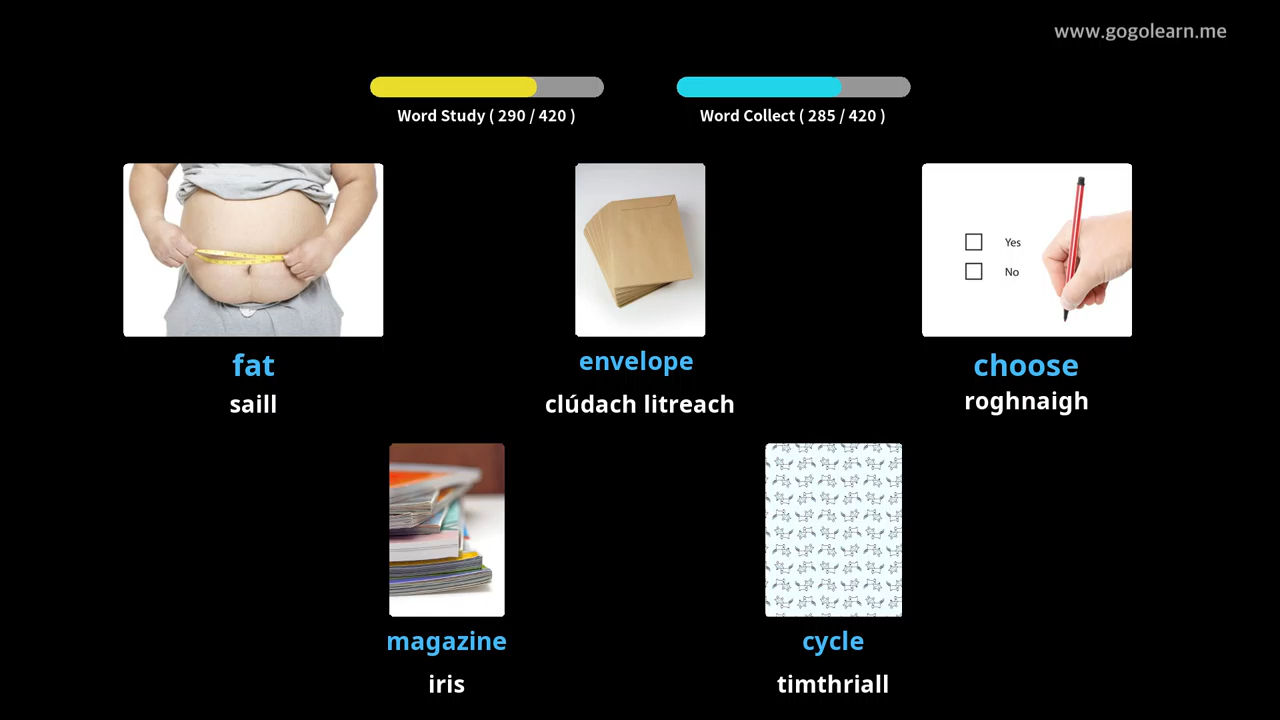 www.gogolearn.me
Word Study ( 290 / 420 )
Word Collect ( 285 / 420 )
Yes
No
fat
envelope
choose
saill
clúdach litreach
roghnaigh
magazine
cycle
iris
timthriall